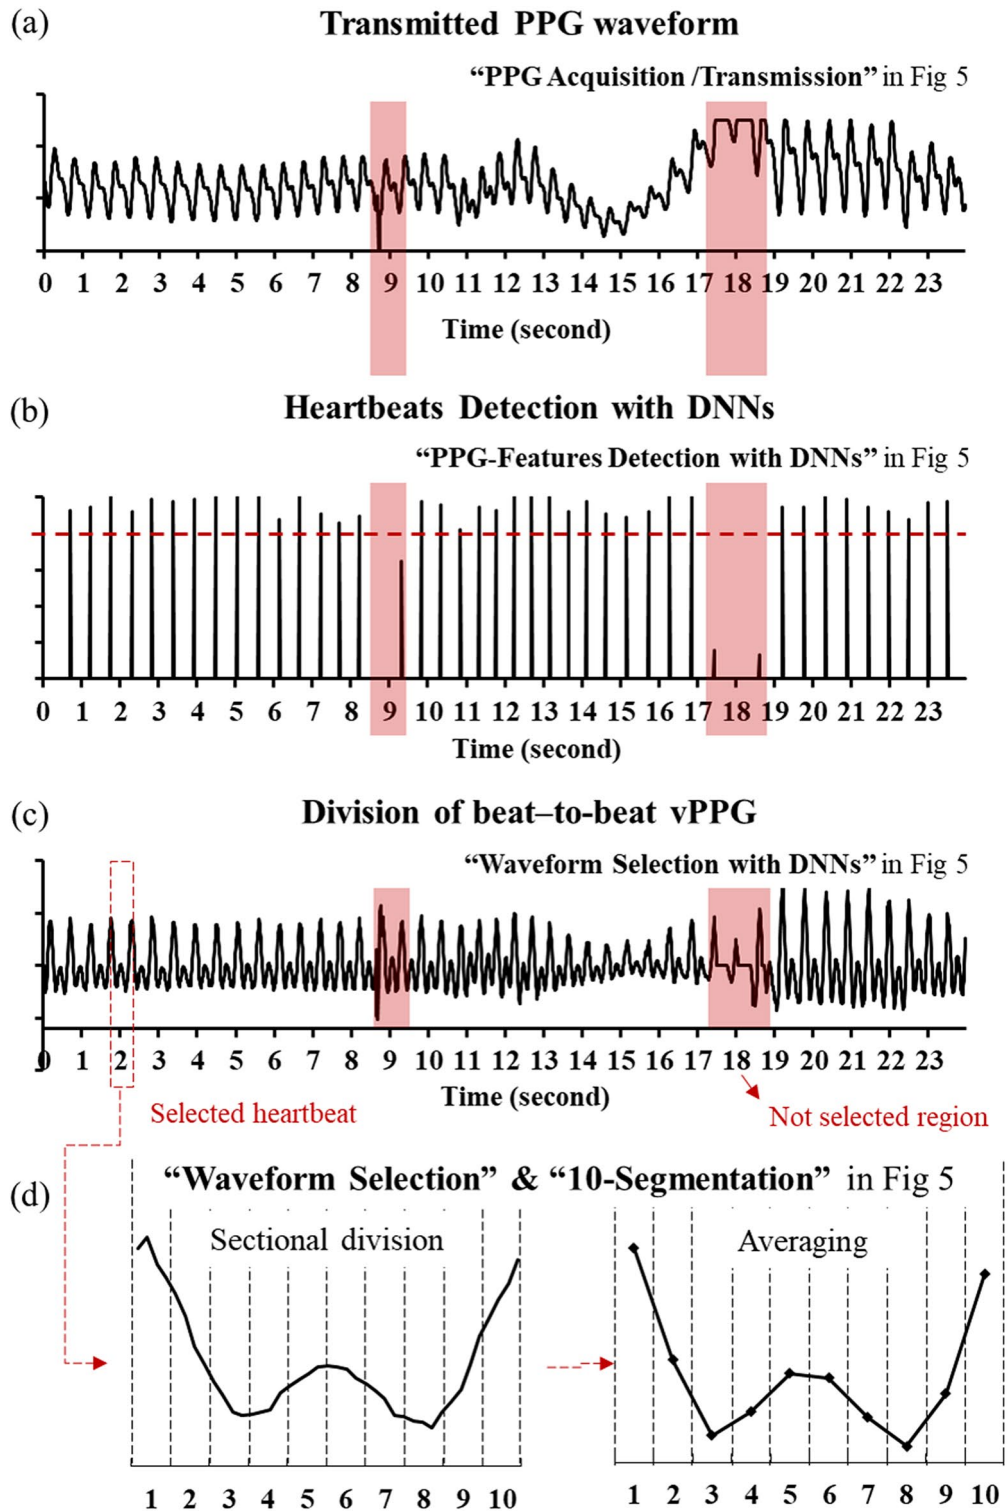 (a)
Transmitted PPG waveform
“PPG Acquisition /Transmission” in Fig 5
0 1 2 3 4 5 6 7 8 9 10 11 12 13 14 15 16 17 18 19 20 21 22 23
Time (second)
(b)
Heartbeats Detection with DNNs
“PPG-Features Detection with DNNs” in Fig 5
0 1 2 3 4 5 6 7 8 9 10 11 12 13 14 15 16 17 18 19 20 21 22 23
Time (second)
(c)
Division of beat–to-beat vPPG
“Waveform Selection with DNNs” in Fig 5
0 1 2 3 4 5 6 7 8 9 10 11 12 13 14 15 16 17 18 19 20 21 22 23
Time (second)
Selected heartbeat
Not selected region
(d)
“Waveform Selection” & “10-Segmentation” in Fig 5
Sectional division
Averaging
1 2 3 4 5 6 7 8 9 10
1 2 3 4 5 6 7 8 9 10